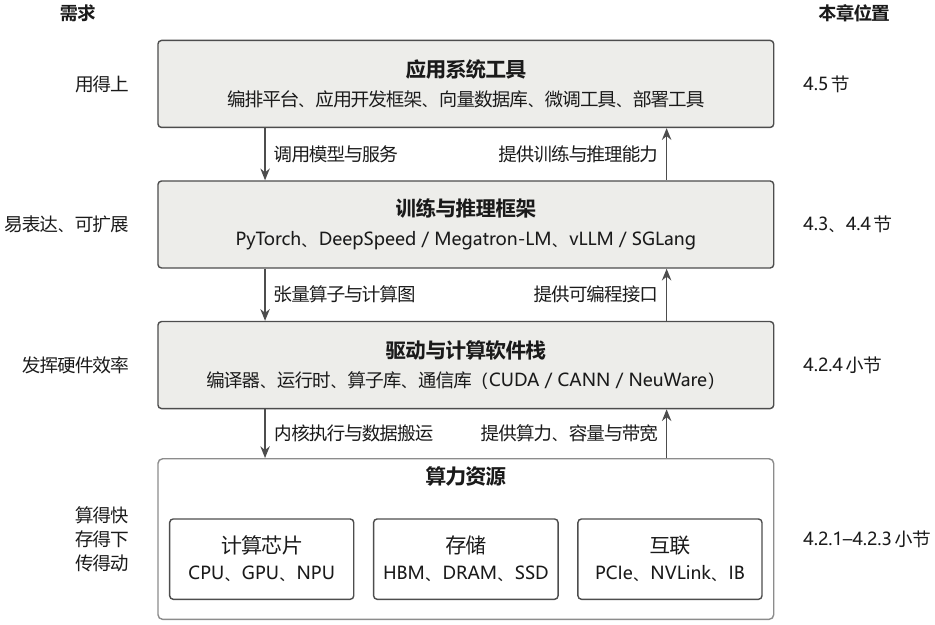 需求
本章位置
应用系统工具
用得上
编排平台、应用开发框架、向量数据库、微调工具、部署工具
4.5 节
调用模型与服务
提供训练与推理能力
训练与推理框架
易表达、可扩展
PyTorch、DeepSpeed / Megatron-LM、vLLM / SGLang
4.3、4.4 节
张量算子与计算图
提供可编程接口
驱动与计算软件栈
发挥硬件效率
编译器、运行时、算子库、通信库（CUDA / CANN / NeuWare）
4.2.4 小节
内核执行与数据搬运
提供算力、容量与带宽
算力资源
算得快
存得下
传得动
计算芯片
CPU、GPU、NPU
存储
HBM、DRAM、SSD
互联
PCIe、NVLink、IB
4.2.1–4.2.3 小节